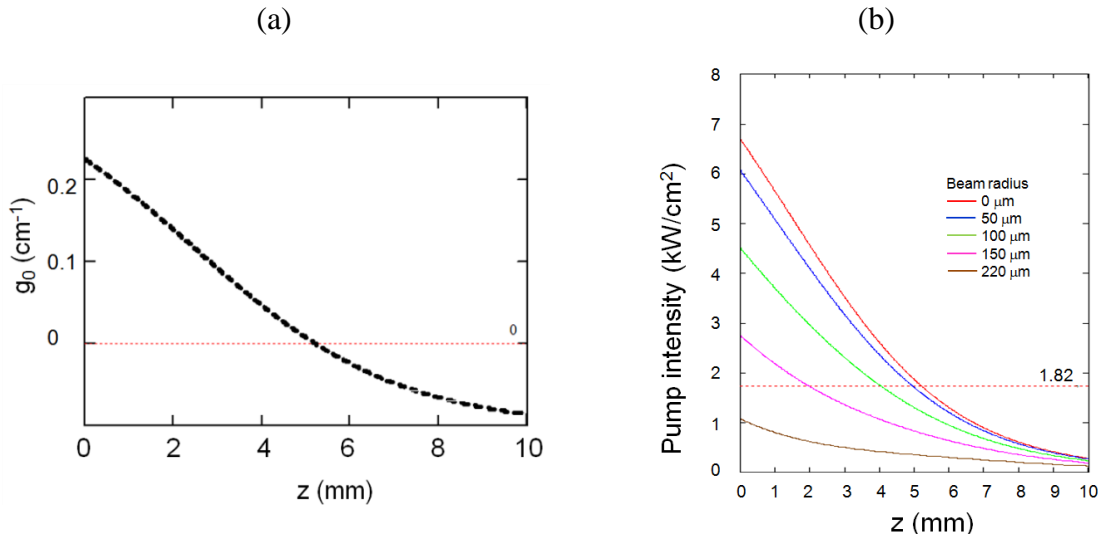 (a)
(b)
g₀ (cm⁻¹)
0.2
0.1
0
0
0 2 4 6 8 10
z (mm)
Pump intensity (kW/cm²)
8
7
6
5
4
3
2
1
0
Beam radius
0 μm
50 μm
100 μm
150 μm
220 μm
1.82
0 1 2 3 4 5 6 7 8 9 10
z (mm)